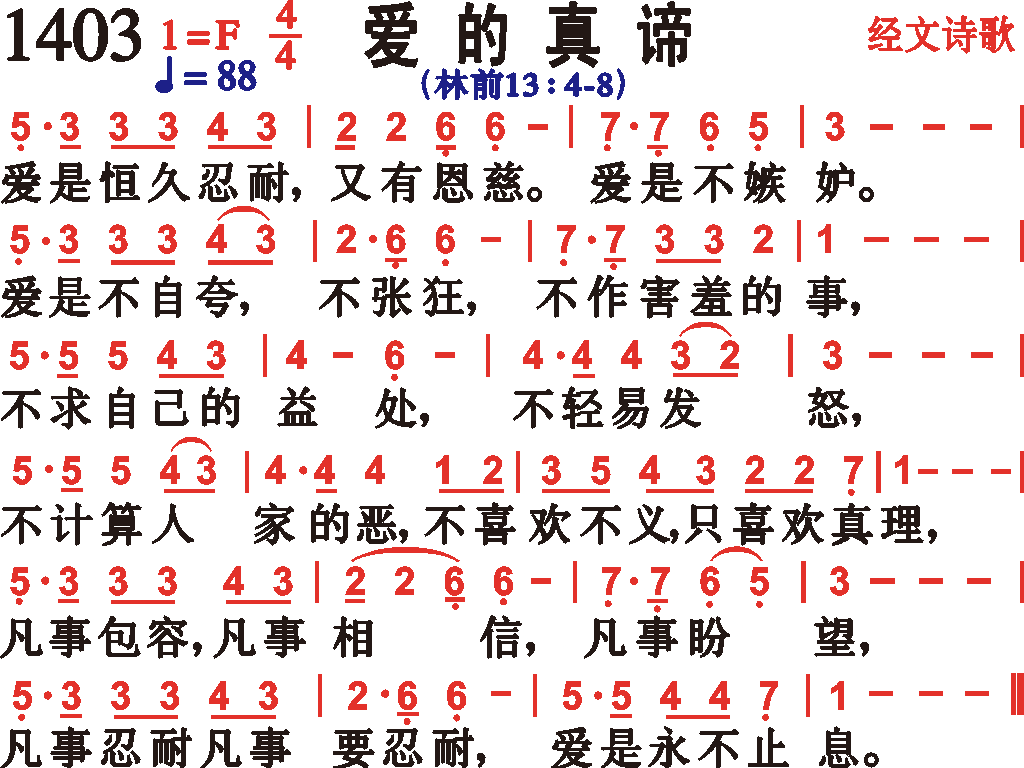 1403 1=F 4/4 爱的真谛 经文诗歌
♩=88 (林前13:4-8)
5·3 3 3 4 3 | 2 2 6 6 - | 7·7 6 5 | 3 - - - |
爱是恒久忍耐,又有恩慈。爱是不嫉妒。
5·3 3 3 4 3 | 2·6 6 - | 7·7 3 3 2 | 1 - - - |
爱是不自夸, 不张狂, 不作害羞的事,
5·5 5 4 3 | 4 - 6 - | 4·4 4 3 2 | 3 - - - |
不求自己的益处, 不轻易发怒,
5·5 5 4 3 | 4·4 4 1 2 | 3 5 4 3 2 2 7 | 1 - - - |
不计算人家的恶,不喜欢不义,只喜欢真理,
5·3 3 3 4 3 | 2 2 6 6 - | 7·7 6 5 | 3 - - - |
凡事包容,凡事相信, 凡事盼望,
5·3 3 3 4 3 | 2·6 6 - | 5·5 4 4 7 | 1 - - - ‖
凡事忍耐凡事要忍耐, 爱是永不止息。